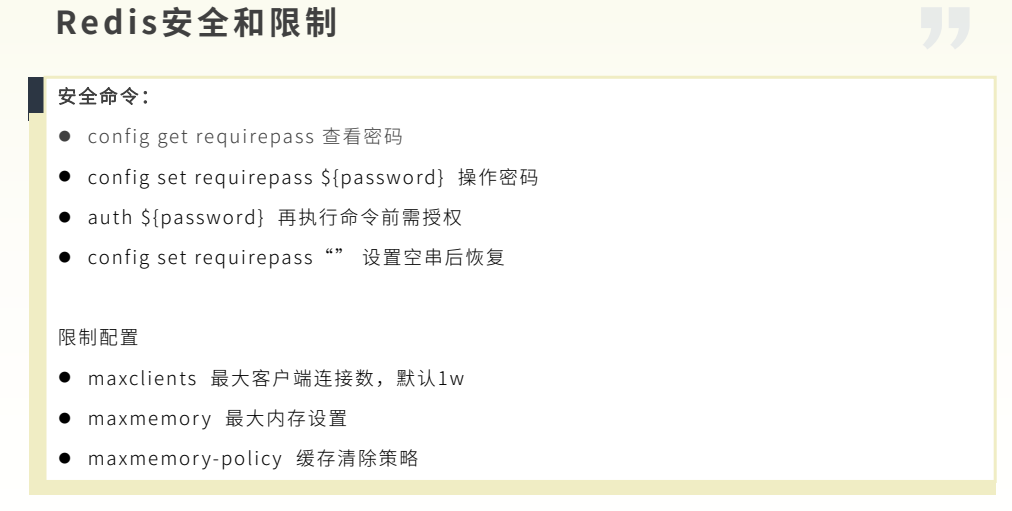 Redis安全和限制
安全命令：
● config get requirepass 查看密码
● config set requirepass ${password} 操作密码
● auth ${password} 再执行命令前需授权
● config set requirepass “” 设置空串后恢复
限制配置
● maxclients 最大客户端连接数，默认1w
● maxmemory 最大内存设置
● maxmemory-policy 缓存清除策略